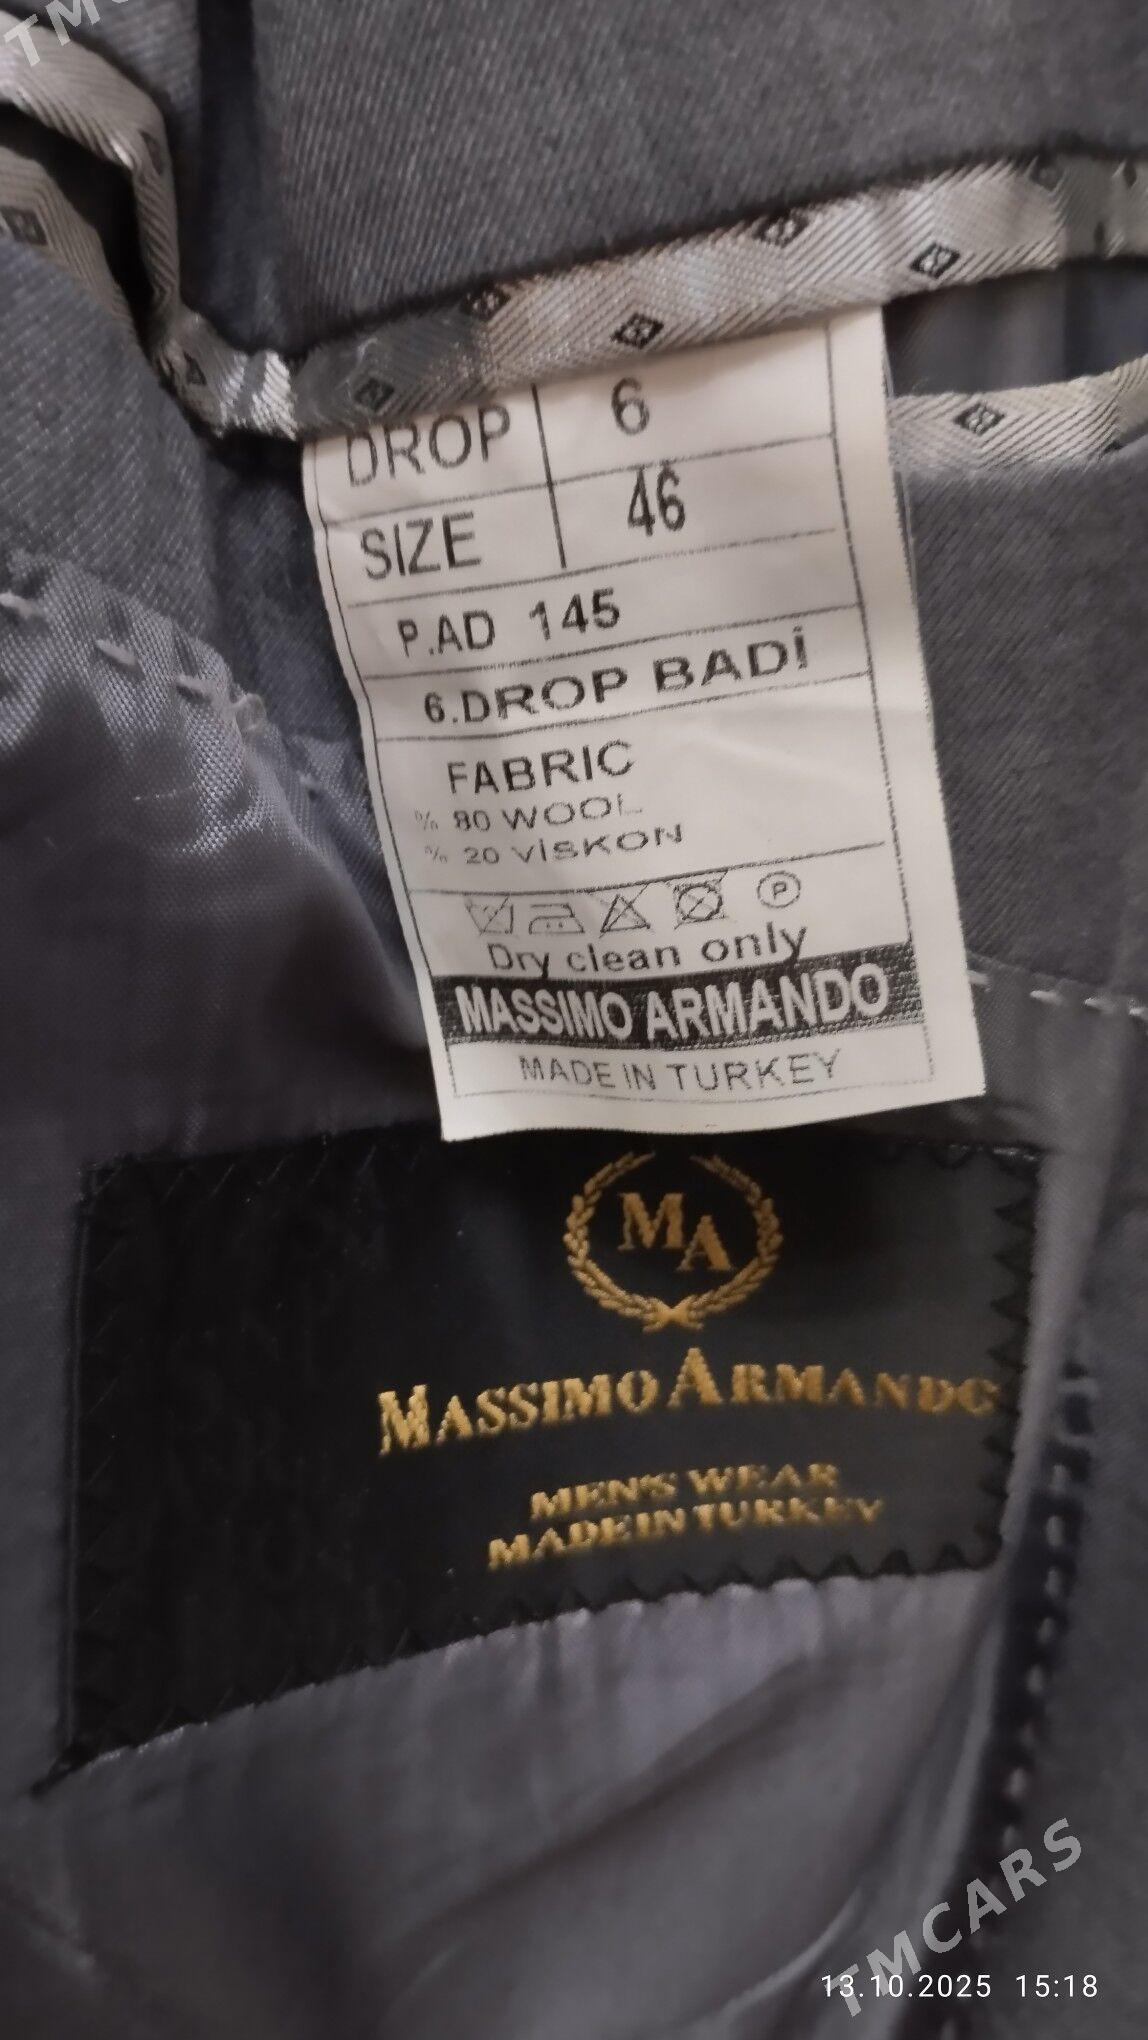 TMC
DROP 6
SIZE 46
P.AD 145
6.DROP BADİ
FABRIC
% 80 WOOL
% 20 VİSKON
P
Dry clean only
MASSIMO ARMANDO
MADE IN TURKEY
MA
MASSIMO ARMANDO
MEN'S WEAR
MADE IN TURKEY
TMCARS
13.10.2025 15:18